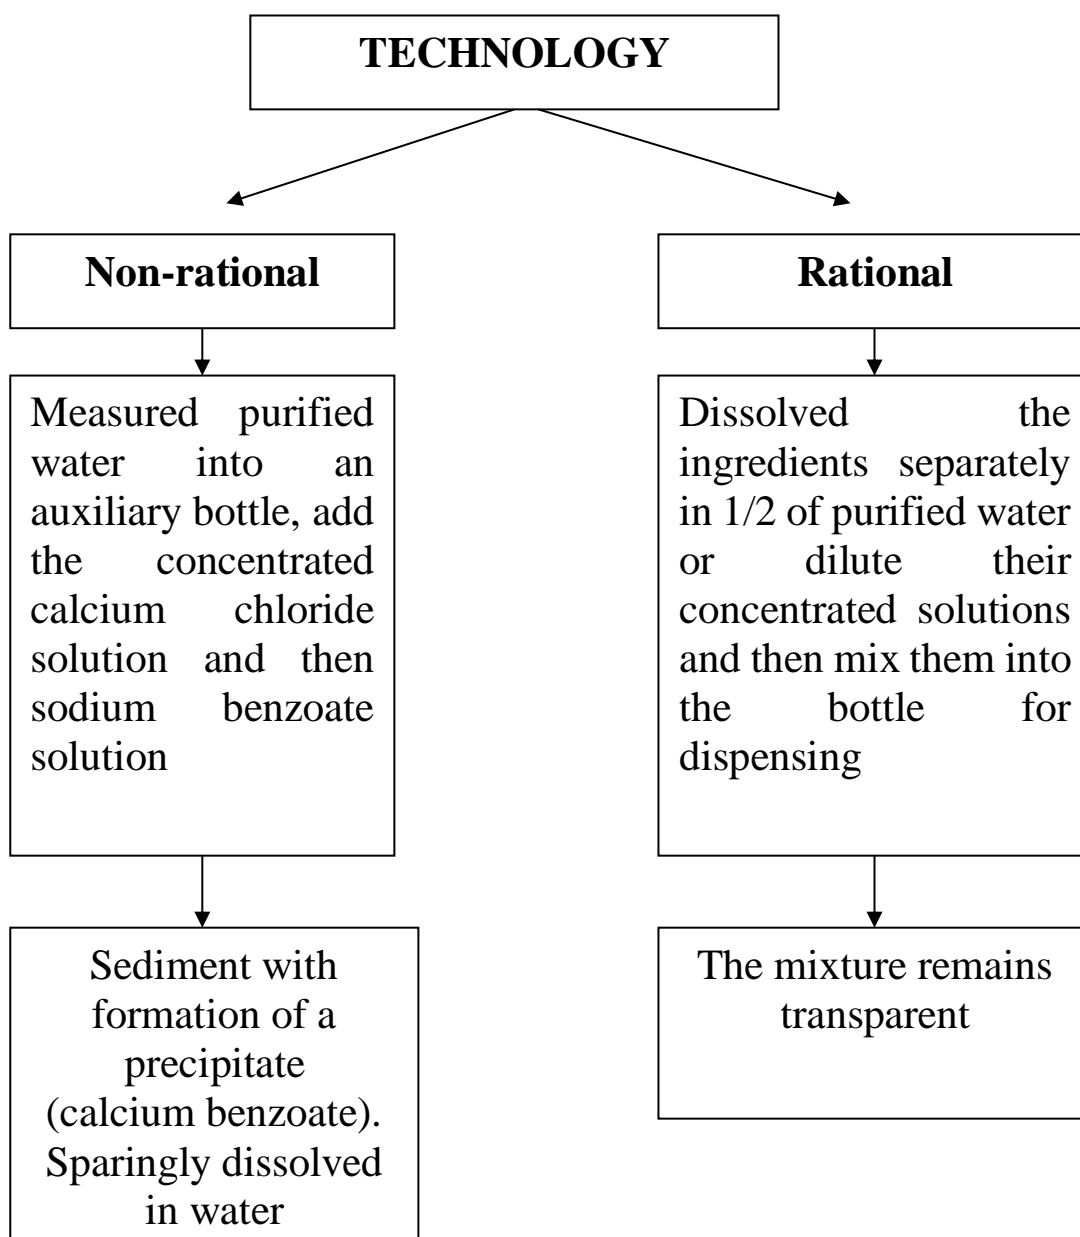 TECHNOLOGY
Non-rational
Rational
Measured purified
water into an
auxiliary bottle, add
the concentrated
calcium chloride
solution and then
sodium benzoate
solution
Dissolved the
ingredients separately
in 1/2 of purified water
or dilute their
concentrated solutions
and then mix them into
the bottle for
dispensing
Sediment with
formation of a
precipitate
(calcium benzoate).
Sparingly dissolved
in water
The mixture remains
transparent